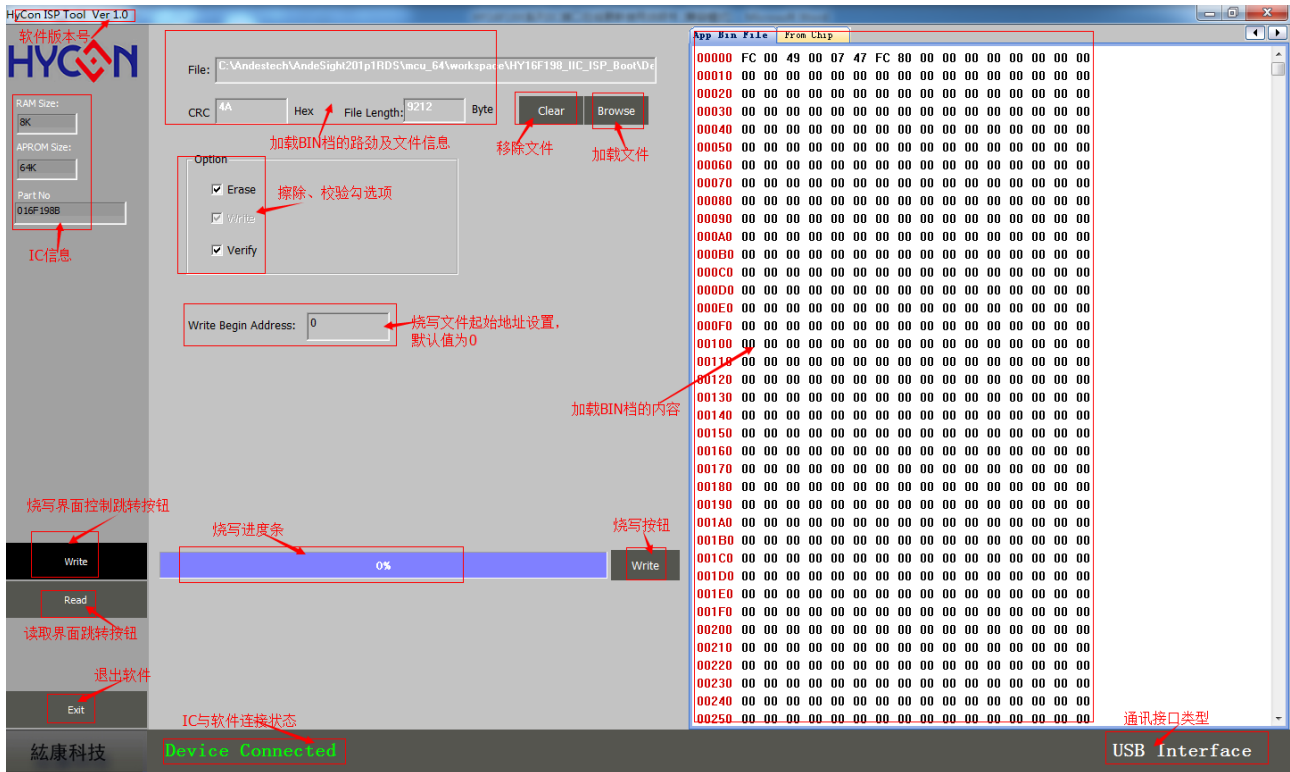 HyCon ISP Tool Ver 1.0
软件版本号
HYCON
RAM Size:
8K
APROM Size:
64K
Part No
016F198B
IC信息
File: C:\Andestech\AndeSight201p1RDS\mcu_64\workspace\HY16F198_IIC_ISP_Boot\De
CRC 4A Hex File Length: 9212 Byte Clear Browse
加载BIN档的路劲及文件信息
移除文件
加载文件
Option
Erase
Write
Verify
擦除、校验勾选项
Write Begin Address: 0
烧写文件起始地址设置,
默认值为0
加载BIN档的内容
烧写界面控制跳转按钮
Write
Read
读取界面跳转按钮
退出软件
Exit
烧写进度条
0%
烧写按钮
Write
App Bin File From Chip
00000 FC 00 49 00 07 47 FC 80 00 00 00 00 00 00 00 00
00010 00 00 00 00 00 00 00 00 00 00 00 00 00 00 00 00
00020 00 00 00 00 00 00 00 00 00 00 00 00 00 00 00 00
00030 00 00 00 00 00 00 00 00 00 00 00 00 00 00 00 00
00040 00 00 00 00 00 00 00 00 00 00 00 00 00 00 00 00
00050 00 00 00 00 00 00 00 00 00 00 00 00 00 00 00 00
00060 00 00 00 00 00 00 00 00 00 00 00 00 00 00 00 00
00070 00 00 00 00 00 00 00 00 00 00 00 00 00 00 00 00
00080 00 00 00 00 00 00 00 00 00 00 00 00 00 00 00 00
00090 00 00 00 00 00 00 00 00 00 00 00 00 00 00 00 00
000A0 00 00 00 00 00 00 00 00 00 00 00 00 00 00 00 00
000B0 00 00 00 00 00 00 00 00 00 00 00 00 00 00 00 00
000C0 00 00 00 00 00 00 00 00 00 00 00 00 00 00 00 00
000D0 00 00 00 00 00 00 00 00 00 00 00 00 00 00 00 00
000E0 00 00 00 00 00 00 00 00 00 00 00 00 00 00 00 00
000F0 00 00 00 00 00 00 00 00 00 00 00 00 00 00 00 00
00100 00 00 00 00 00 00 00 00 00 00 00 00 00 00 00 00
00110 00 00 00 00 00 00 00 00 00 00 00 00 00 00 00 00
00120 00 00 00 00 00 00 00 00 00 00 00 00 00 00 00 00
00130 00 00 00 00 00 00 00 00 00 00 00 00 00 00 00 00
00140 00 00 00 00 00 00 00 00 00 00 00 00 00 00 00 00
00150 00 00 00 00 00 00 00 00 00 00 00 00 00 00 00 00
00160 00 00 00 00 00 00 00 00 00 00 00 00 00 00 00 00
00170 00 00 00 00 00 00 00 00 00 00 00 00 00 00 00 00
00180 00 00 00 00 00 00 00 00 00 00 00 00 00 00 00 00
00190 00 00 00 00 00 00 00 00 00 00 00 00 00 00 00 00
001A0 00 00 00 00 00 00 00 00 00 00 00 00 00 00 00 00
001B0 00 00 00 00 00 00 00 00 00 00 00 00 00 00 00 00
001C0 00 00 00 00 00 00 00 00 00 00 00 00 00 00 00 00
001D0 00 00 00 00 00 00 00 00 00 00 00 00 00 00 00 00
001E0 00 00 00 00 00 00 00 00 00 00 00 00 00 00 00 00
001F0 00 00 00 00 00 00 00 00 00 00 00 00 00 00 00 00
00200 00 00 00 00 00 00 00 00 00 00 00 00 00 00 00 00
00210 00 00 00 00 00 00 00 00 00 00 00 00 00 00 00 00
00220 00 00 00 00 00 00 00 00 00 00 00 00 00 00 00 00
00230 00 00 00 00 00 00 00 00 00 00 00 00 00 00 00 00
00240 00 00 00 00 00 00 00 00 00 00 00 00 00 00 00 00
00250 00 00 00 00 00 00 00 00 00 00 00 00 00 00 00 00
IC与软件连接状态
通讯接口类型
紘康科技 Device Connected USB Interface